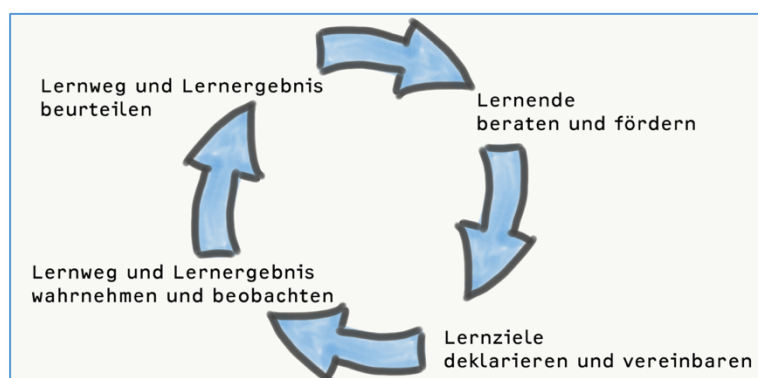 Lernweg und Lernergebnis
beurteilen
Lernende
beraten und fördern
Lernweg und Lernergebnis
wahrnehmen und beobachten
Lernziele
deklarieren und vereinbaren